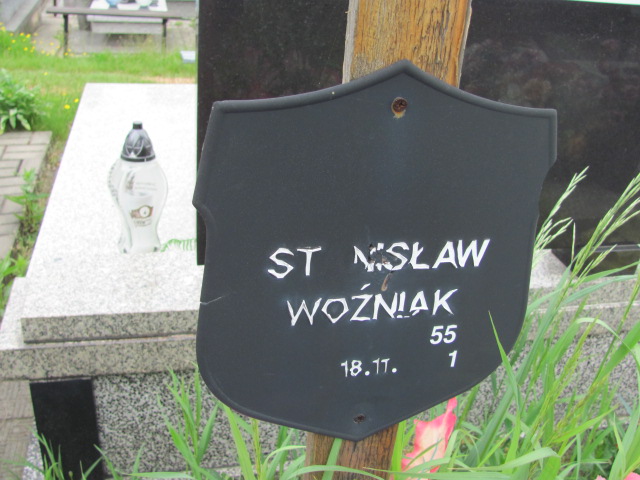 ST NISŁAW
WOŹNIAK
55
18.11. 1